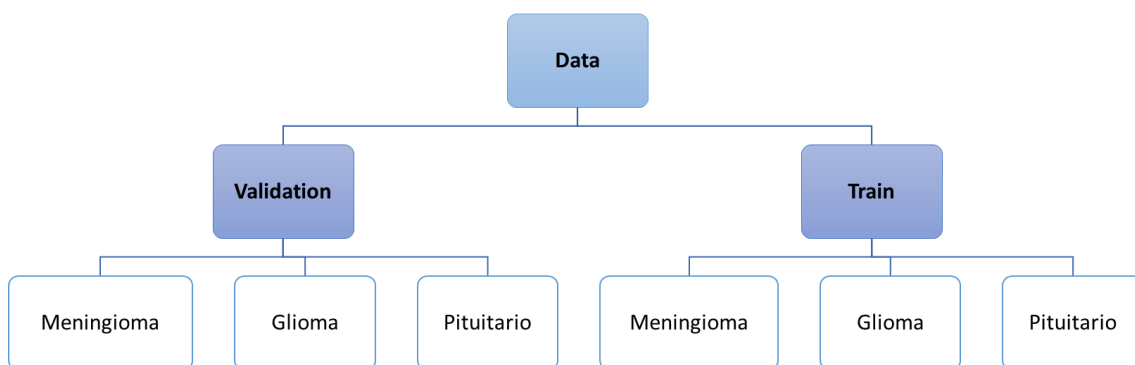 Data
Validation
Train
Meningioma
Glioma
Pituitario
Meningioma
Glioma
Pituitario